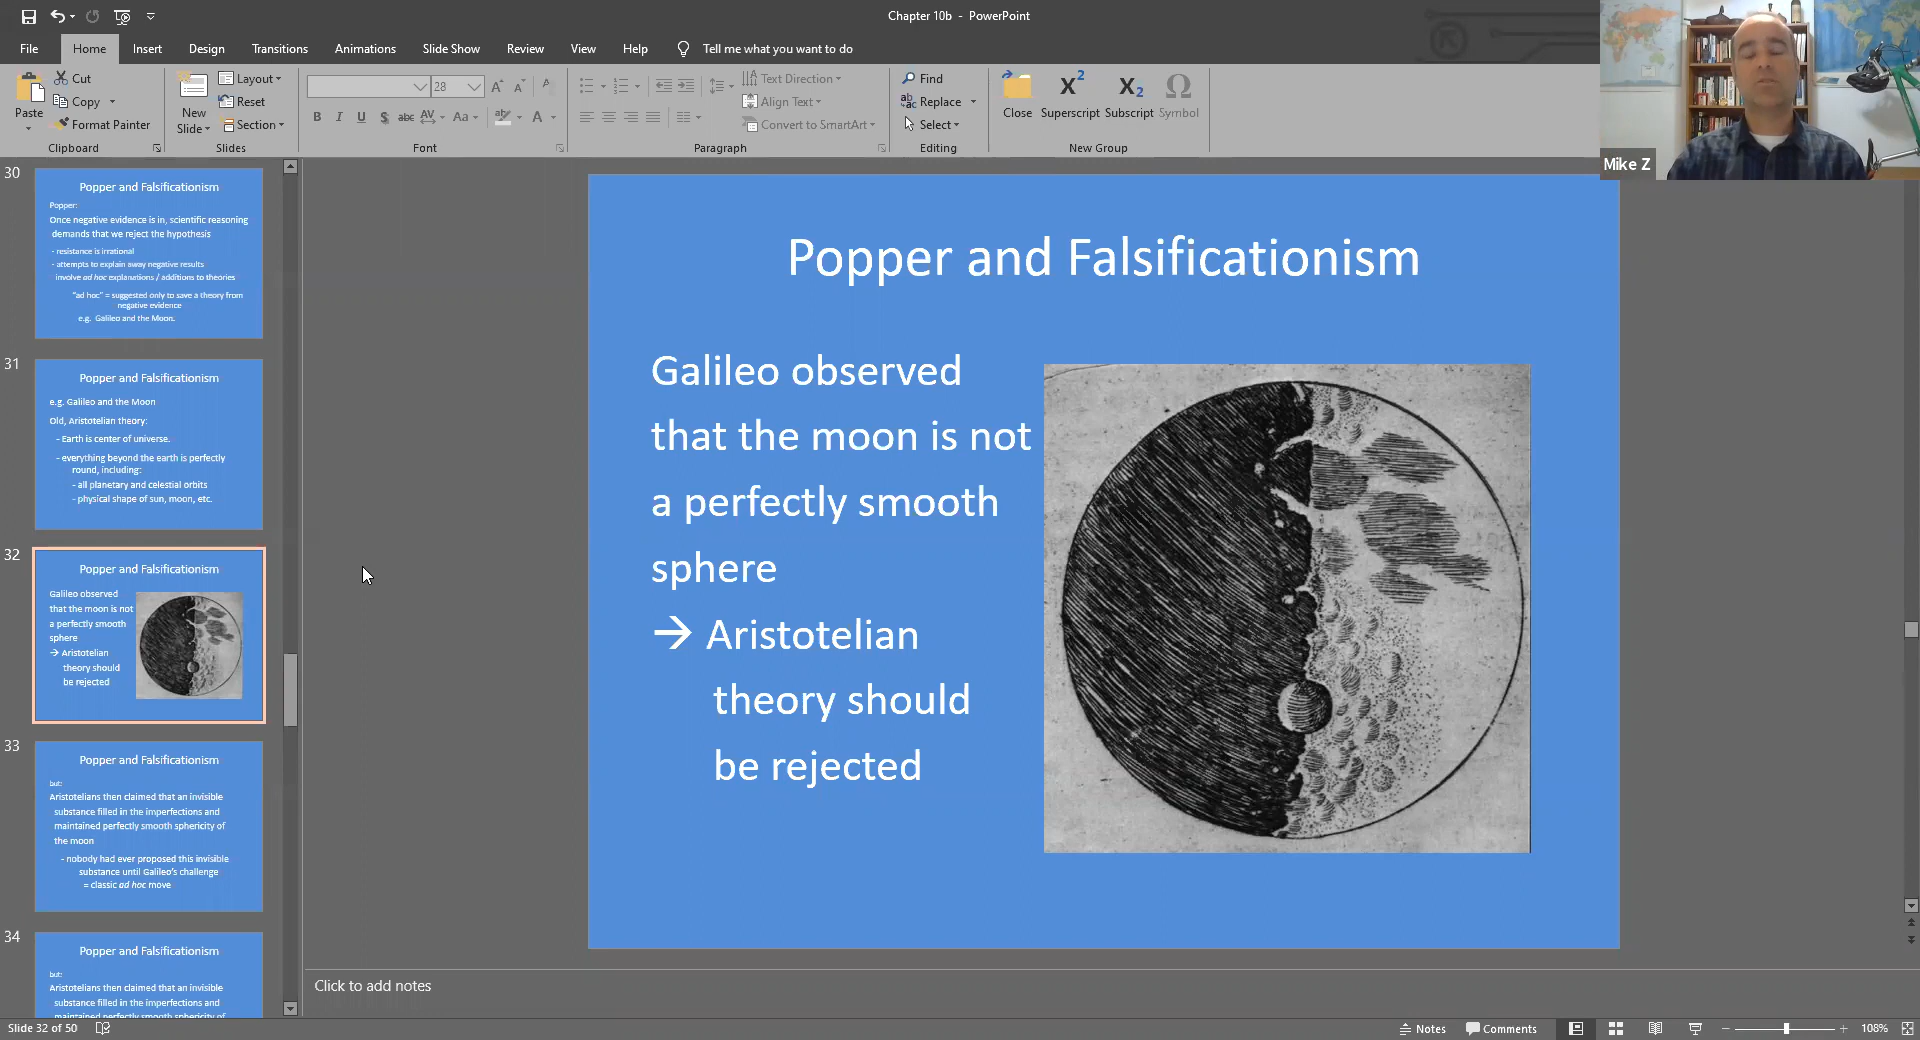 Chapter 10b - PowerPoint
File Home Insert Design Transitions Animations Slide Show Review View Help Tell me what you want to do
Paste
Cut
Copy
Format Painter
Clipboard
New
Slide
Layout
Reset
Section
Slides
28
B I U S abc AV Aa A
Font
Text Direction
Align Text
Convert to SmartArt
Paragraph
Find
Replace
Select
Editing
Close
X² Superscript
X₂ Subscript
Ω Symbol
New Group
Mike Z
30
Popper and Falsificationism
Popper:
Once negative evidence is in, scientific reasoning
demands that we reject the hypothesis
- resistance is irrational
- attempts to explain away negative results
involve ad hoc explanations / additions to theories
"ad hoc" = suggested only to save a theory from
negative evidence
e.g. Galileo and the Moon.
31
Popper and Falsificationism
e.g. Galileo and the Moon
Old, Aristotelian theory:
- Earth is center of universe.
- everything beyond the earth is perfectly
round, including:
- all planetary and celestial orbits
- physical shape of sun, moon, etc.
32
Popper and Falsificationism
Galileo observed
that the moon is not
a perfectly smooth
sphere
→ Aristotelian
theory should
be rejected
33
Popper and Falsificationism
but:
Aristotelians then claimed that an invisible
substance filled in the imperfections and
maintained perfectly smooth sphericity of
the moon
- nobody had ever proposed this invisible
substance until Galileo's challenge
= classic ad hoc move
34
Popper and Falsificationism
but:
Aristotelians then claimed that an invisible
substance filled in the imperfections and
maintained perfectly smooth sphericity of
Popper and Falsificationism
Galileo observed
that the moon is not
a perfectly smooth
sphere
→ Aristotelian
theory should
be rejected
Click to add notes
Slide 32 of 50
Notes Comments 108%